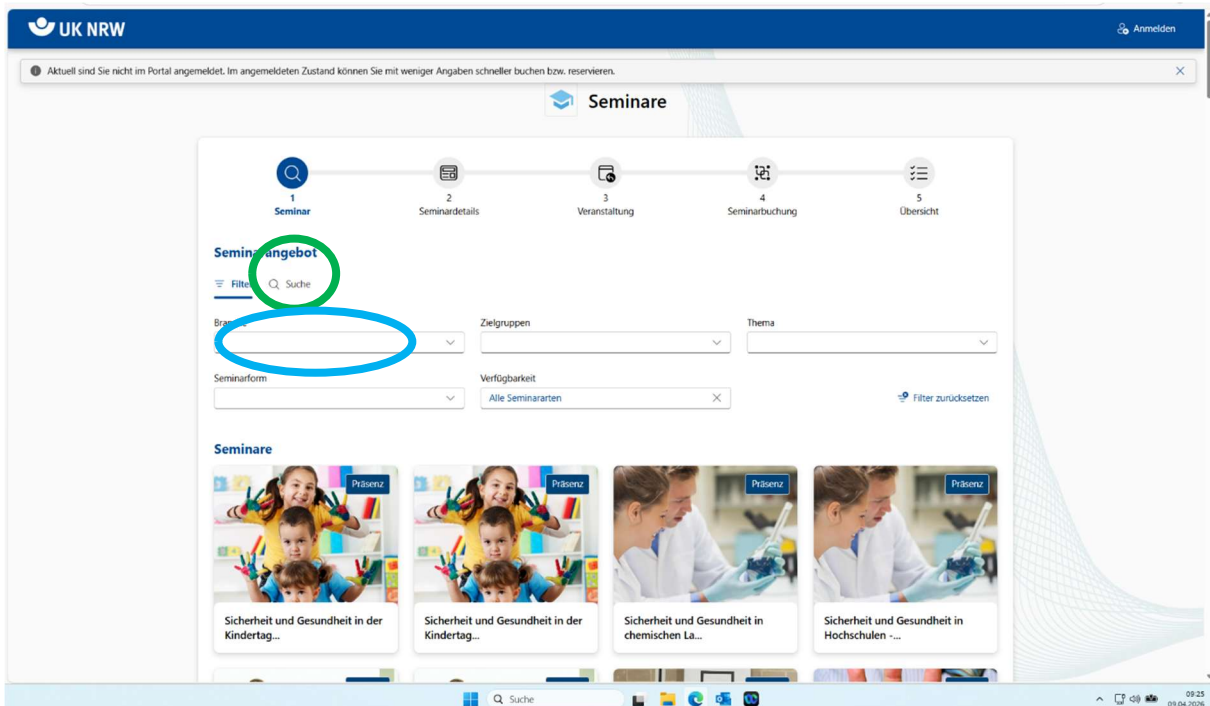 UK NRW
Anmelden
Aktuell sind Sie nicht im Portal angemeldet. Im angemeldeten Zustand können Sie mit weniger Angaben schneller buchen bzw. reservieren.
Seminare
1 2 3 4 5
Seminar Seminardetails Veranstaltung Seminarbuchung Übersicht
Seminarangebot
Filter Suche
Zielgruppen Thema
Seminarform Verfügbarkeit
Alle Seminararten Filter zurücksetzen
Seminare
Präsenz Präsenz Präsenz Präsenz
Sicherheit und Gesundheit in der Sicherheit und Gesundheit in der Sicherheit und Gesundheit in Sicherheit und Gesundheit in
Kindertag... Kindertag... chemischen La... Hochschulen -...
Suche
09:25
09.04.2026